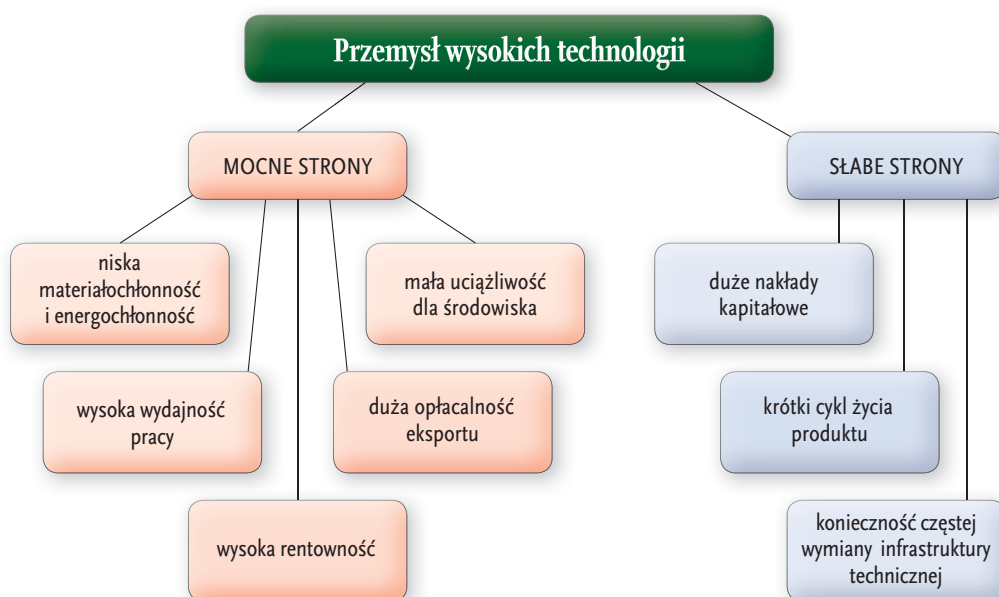 Przemysł wysokich technologii
MOCNE STRONY
niska
materiałochłonność
i energochłonność
mała uciążliwość
dla środowiska
wysoka wydajność
pracy
duża opłacalność
eksportu
wysoka rentowność
SŁABE STRONY
duże nakłady
kapitałowe
krótki cykl życia
produktu
konieczność częstej
wymiany infrastruktury
technicznej